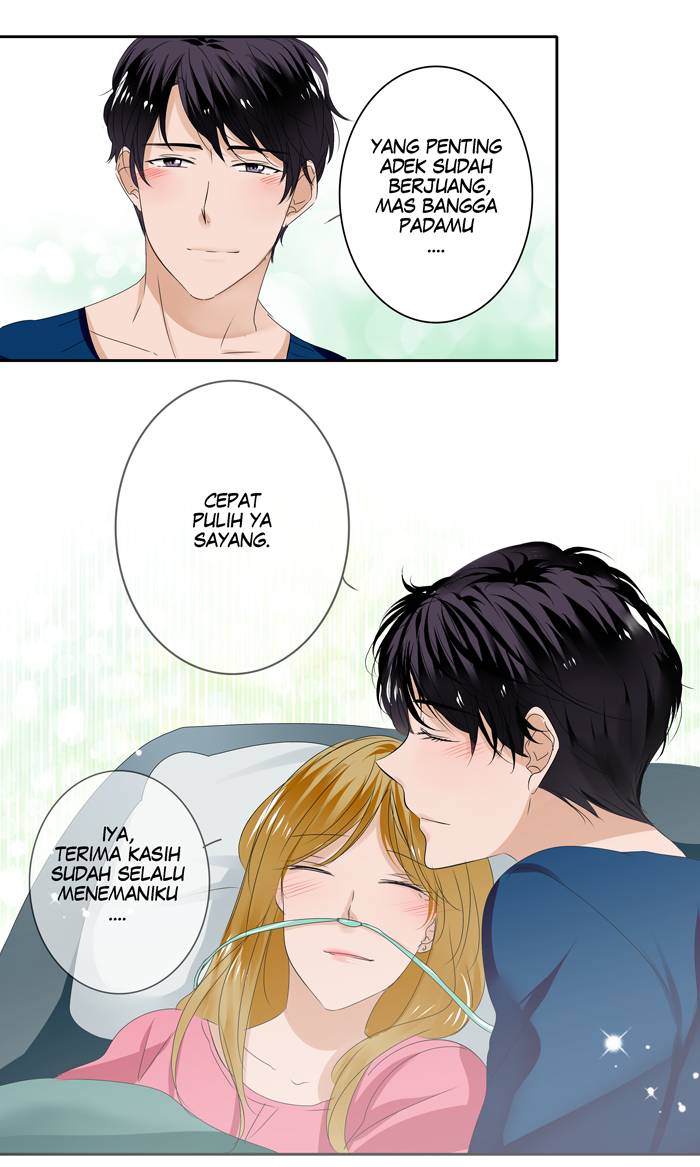 YANG PENTING
ADEK SUDAH
BERJUANG,
MAS BANGGA
PADAMU
....
CEPAT
PULIH YA
SAYANG.
IYA,
TERIMA KASIH
SUDAH SELALU
MENEMANIKU
....